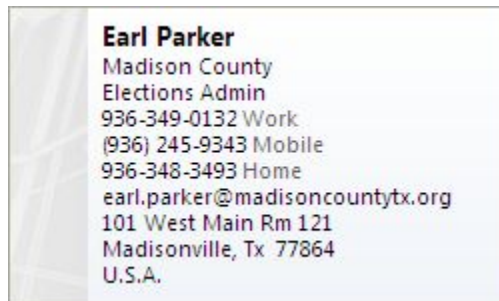 Earl Parker
Madison County
Elections Admin
936-349-0132 Work
(936) 245-9343 Mobile
936-348-3493 Home
earl.parker@madisoncountytx.org
101 West Main Rm 121
Madisonville, Tx  77864
U.S.A.